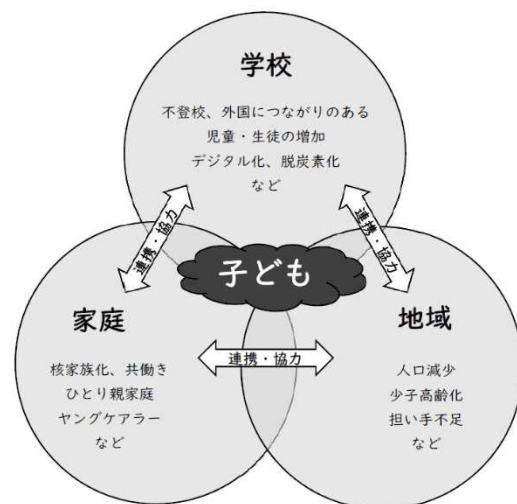 学校
不登校、外国につながりのある
児童・生徒の増加
デジタル化、脱炭素化
など
連携・協力
連携・協力
子ども
家庭
核家族化、共働き
ひとり親家庭
ヤングケアラー
など
連携・協力
地域
人口減少
少子高齢化
担い手不足
など